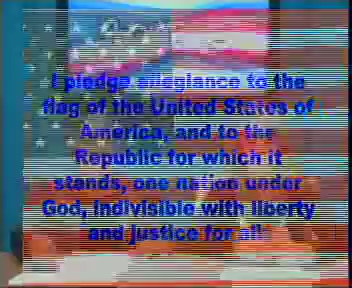 I pledge allegiance to the
flag of the United States of
America, and to the
Republic for which it
stands, one nation under
God, indivisible with liberty
and justice for all